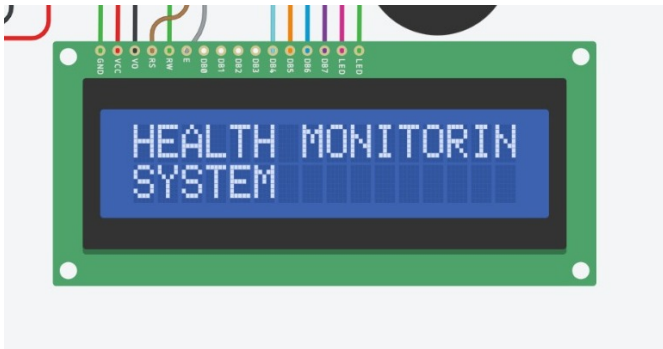 GND VCC VO RS RW E DB0 DB1 DB2 DB3 DB4 DB5 DB6 DB7 LED LED
HEALTH MONITORIN
SYSTEM